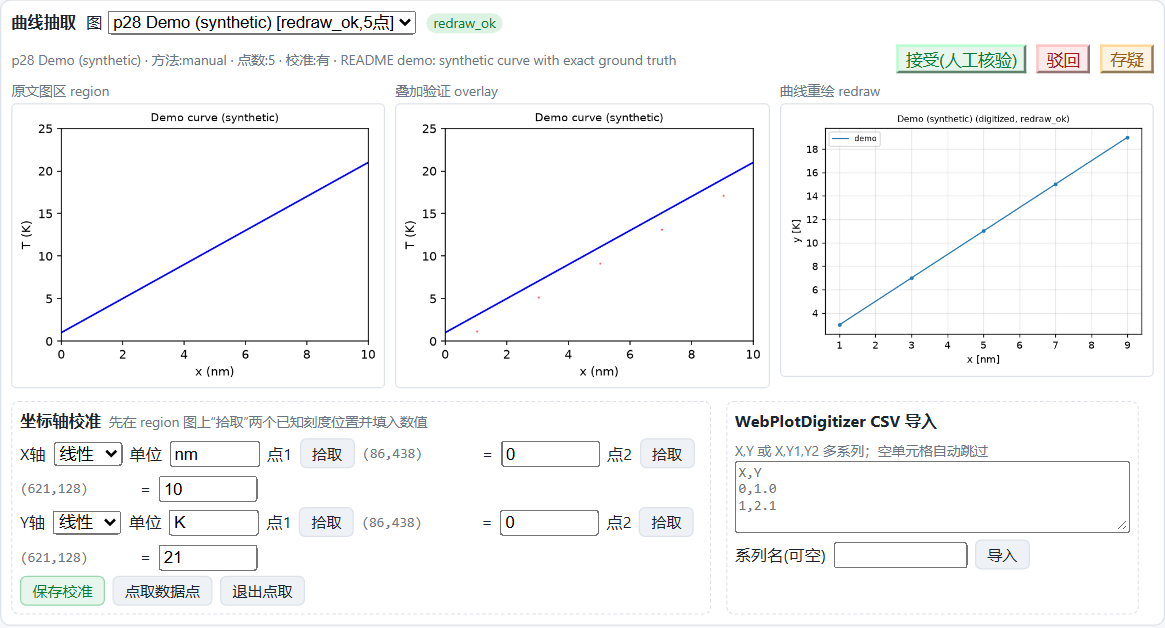 曲线抽取 图 p28 Demo (synthetic) [redraw_ok,5点] redraw_ok
p28 Demo (synthetic) · 方法:manual · 点数:5 · 校准:有 · README demo: synthetic curve with exact ground truth
接受(人工核验) 驳回 存疑
原文图区 region
Demo curve (synthetic)
25
20
15
10
5
0
T (K)
0 2 4 6 8 10
x (nm)
叠加验证 overlay
Demo curve (synthetic)
25
20
15
10
5
0
T (K)
0 2 4 6 8 10
x (nm)
曲线重绘 redraw
Demo (synthetic) (digitized, redraw_ok)
demo
18
16
14
12
10
8
6
4
y [K]
1 2 3 4 5 6 7 8 9
x [nm]
坐标轴校准 先在 region 图上“拾取”两个已知刻度位置并填入数值
X轴 线性 单位 nm 点1 拾取 (86,438) = 0 点2 拾取
(621,128) = 10
Y轴 线性 单位 K 点1 拾取 (86,438) = 0 点2 拾取
(621,128) = 21
保存校准 点取数据点 退出点取
WebPlotDigitizer CSV 导入
X,Y 或 X,Y1,Y2 多系列；空单元格自动跳过
X,Y
0,1.0
1,2.1
系列名(可空) 导入